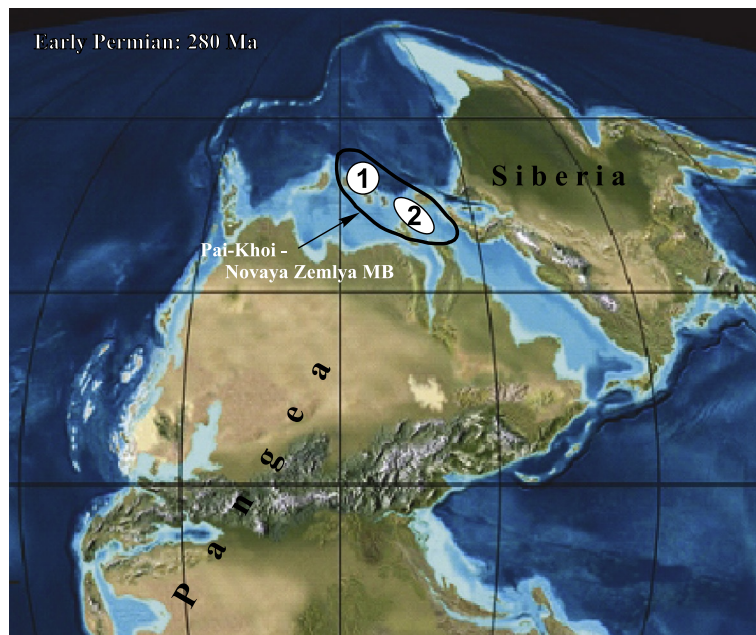 Early Permian: 280 Ma
1
Siberia
2
Pai-Khoi -
Novaya Zemlya MB
Pangea